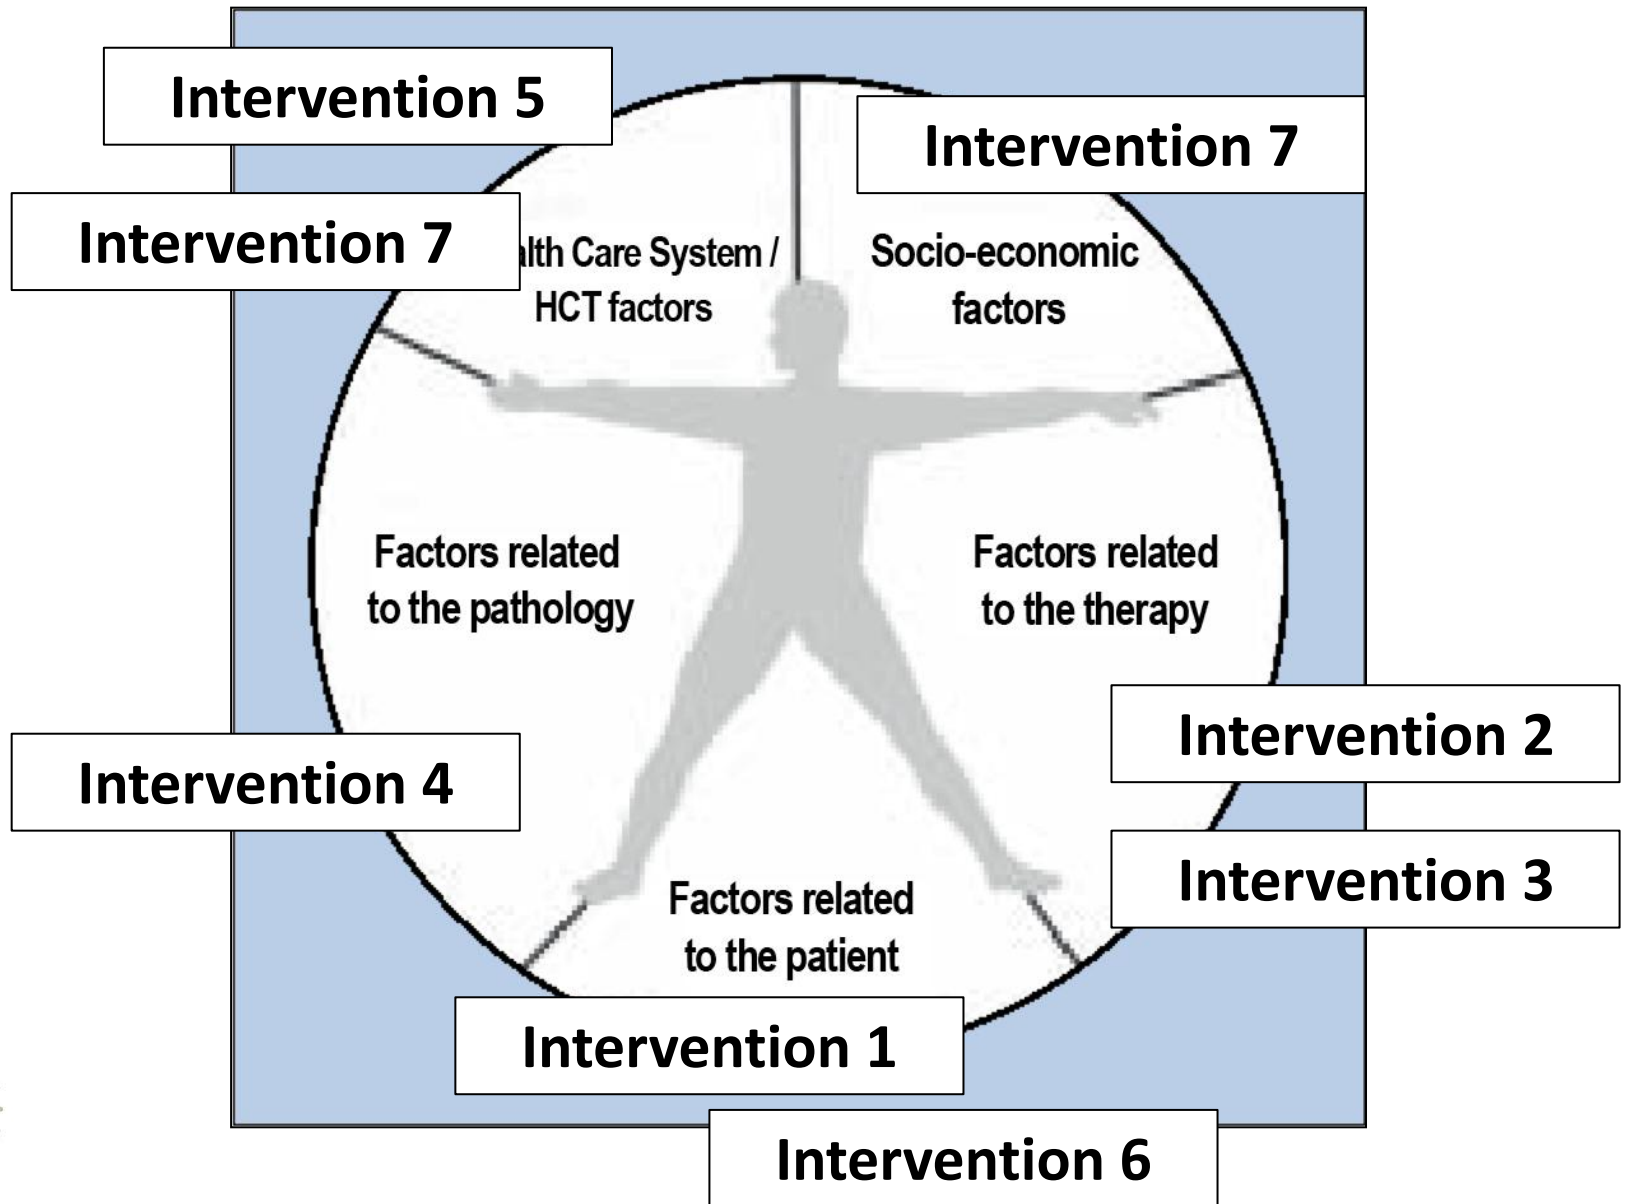 Intervention 5
Intervention 7
Intervention 7
alth Care System /
HCT factors
Socio-economic
factors
Factors related
to the pathology
Factors related
to the therapy
Intervention 2
Intervention 4
Intervention 3
Factors related
to the patient
Intervention 1
Intervention 6